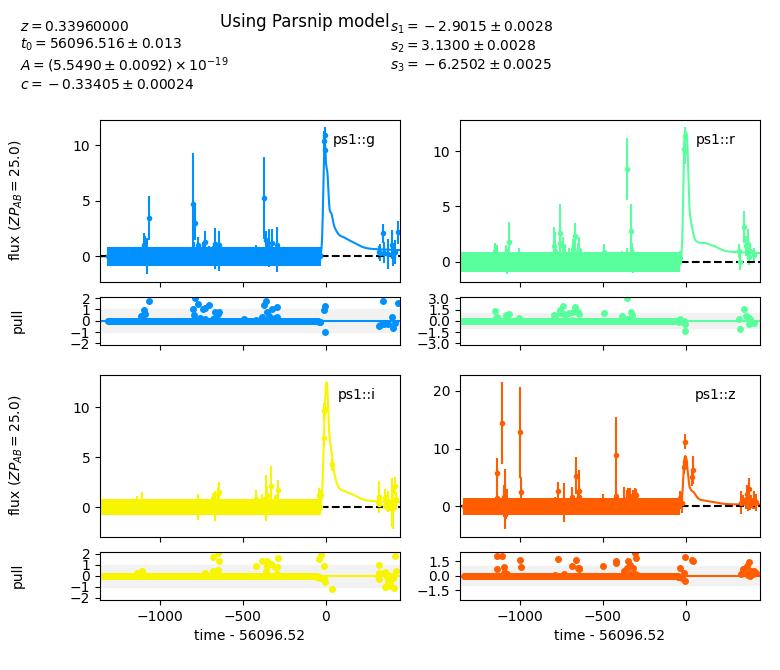 Using Parsnip model
z = 0.33960000
t0 = 56096.516 ± 0.013
A = (5.5490 ± 0.0092) × 10^−19
c = −0.33405 ± 0.00024
s1 = −2.9015 ± 0.0028
s2 = 3.1300 ± 0.0028
s3 = −6.2502 ± 0.0025
flux (ZPAB = 25.0)
10
5
0
ps1::g
10
5
0
ps1::r
pull
2
1
0
−1
−2
3.0
1.5
0.0
−1.5
−3.0
flux (ZPAB = 25.0)
10
5
0
ps1::i
20
10
0
ps1::z
pull
2
1
0
−1
−2
1.5
0.0
−1.5
−1000
−500
0
time - 56096.52
−1000
−500
0
time - 56096.52